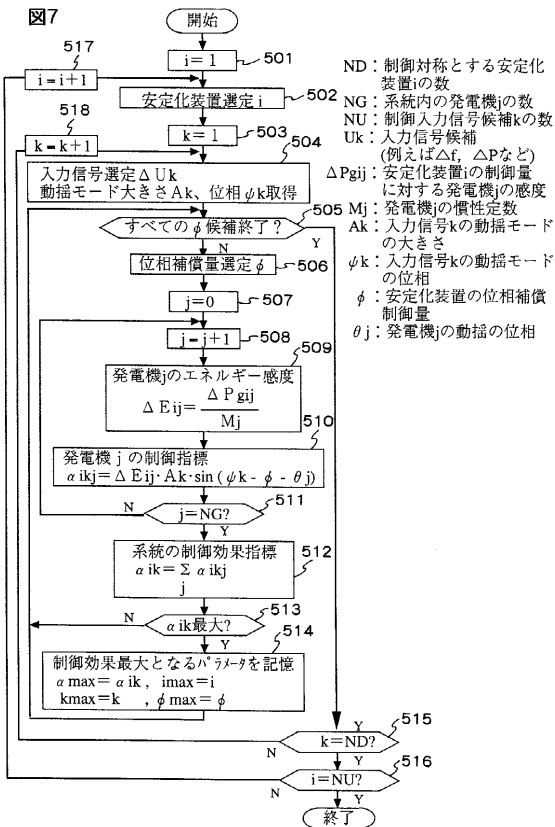 図7
開始
517
i=1
501
i=i+1
安定化装置選定 i
502
518
k=1
503
k=k+1
504
入力信号選定ΔUk
動揺モード大きさAk、位相ψk取得
すべてのφ候補終了?
505
N
Y
位相補償量選定φ
506
j=0
507
j=j+1
508
509
発電機jのエネルギー感度
ΔEij=ΔPgij
Mj
510
発電機jの制御指標
αikj=ΔEij·Ak·sin(ψk-φ-θj)
N
j=NG?
511
Y
系統の制御効果指標
αik=Σ αikj
j
512
N
αik最大?
513
Y
514
制御効果最大となるパラメータを記憶
αmax=αik, imax=i
kmax=k ,φmax=φ
Y
k=ND?
515
N
Y
i=NU?
516
N
Y
終了
ND:制御対称とする安定化
装置iの数
NG:系統内の発電機jの数
NU:制御入力信号候補kの数
Uk:入力信号候補
(例えば△f, △Pなど)
ΔPgij:安定化装置iの制御量
に対する発電機jの感度
Mj:発電機jの慣性定数
Ak:入力信号kの動揺モード
の大きさ
ψk:入力信号kの動揺モード
の位相
φ:安定化装置の位相補償
制御量
θj:発電機jの動揺の位相